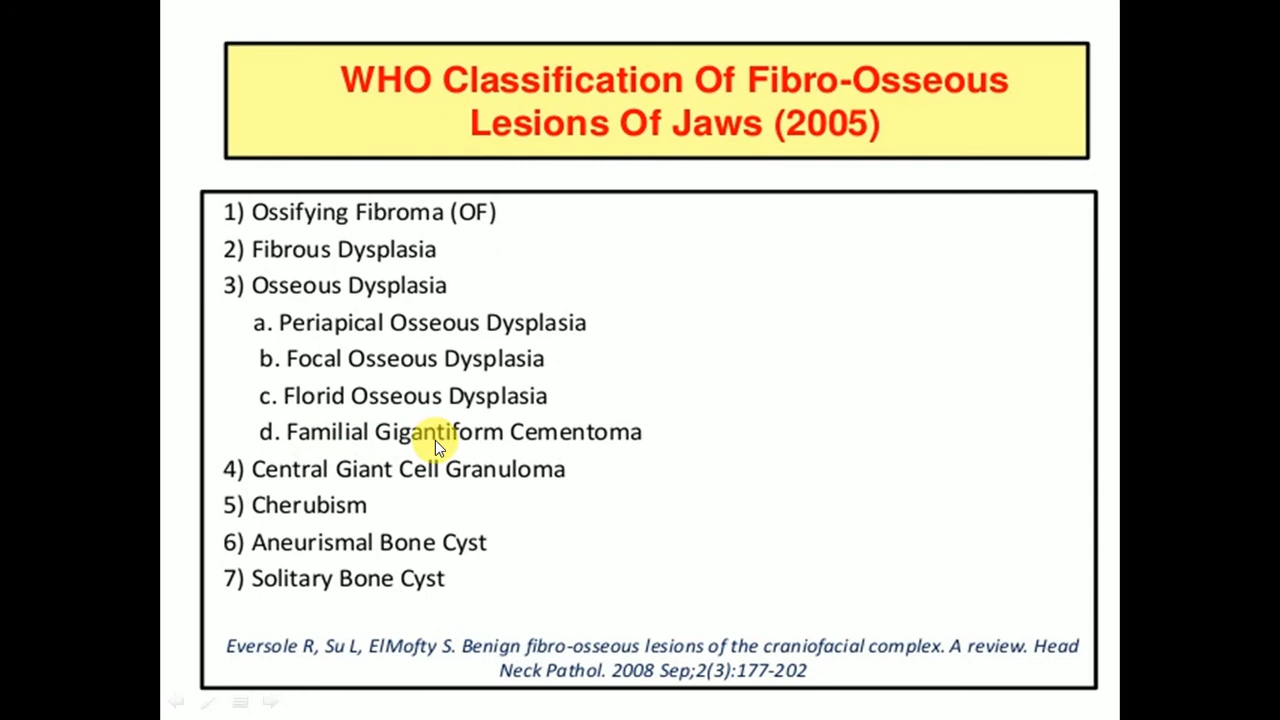 WHO Classification Of Fibro-Osseous
Lesions Of Jaws (2005)
1) Ossifying Fibroma (OF)
2) Fibrous Dysplasia
3) Osseous Dysplasia
a. Periapical Osseous Dysplasia
b. Focal Osseous Dysplasia
c. Florid Osseous Dysplasia
d. Familial Gigantiform Cementoma
4) Central Giant Cell Granuloma
5) Cherubism
6) Aneurismal Bone Cyst
7) Solitary Bone Cyst
Eversole R, Su L, ElMofty S. Benign fibro-osseous lesions of the craniofacial complex. A review. Head
Neck Pathol. 2008 Sep;2(3):177-202